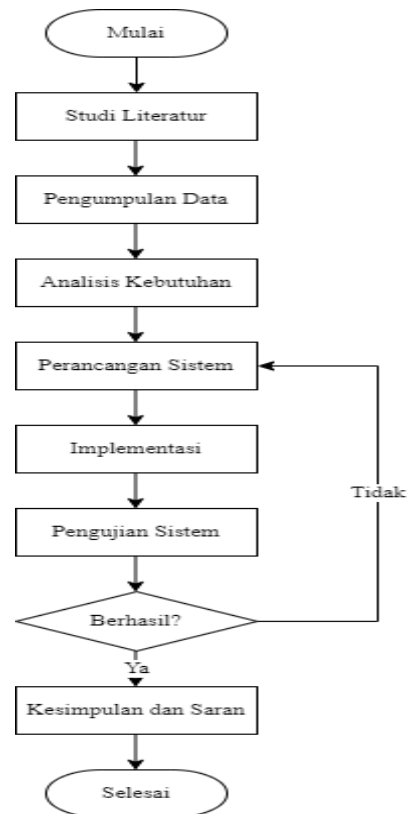 Mulai
Studi Literatur
Pengumpulan Data
Analisis Kebutuhan
Perancangan Sistem
Implementasi
Tidak
Pengujian Sistem
Berhasil?
Ya
Kesimpulan dan Saran
Selesai